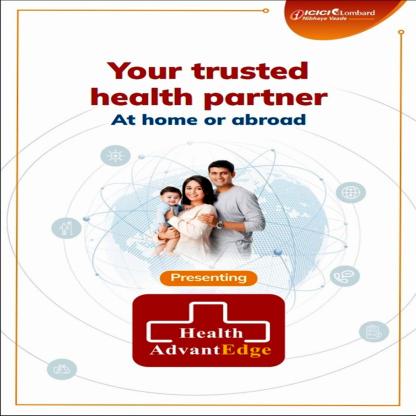 ICICI Lombard
Nibhaye Vaade
Your trusted
health partner
At home or abroad
Presenting
Health
AdvantEdge